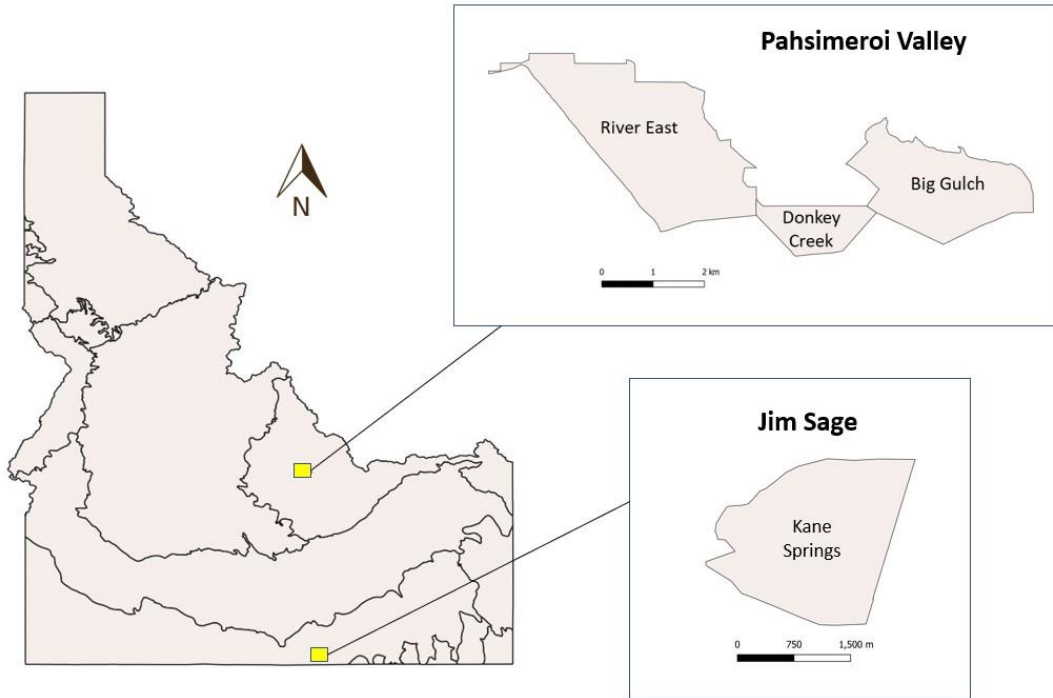 Pahsimeroi Valley
River East
Big Gulch
Donkey
Creek
0 1 2 km
N
Jim Sage
Kane
Springs
0 750 1,500 m